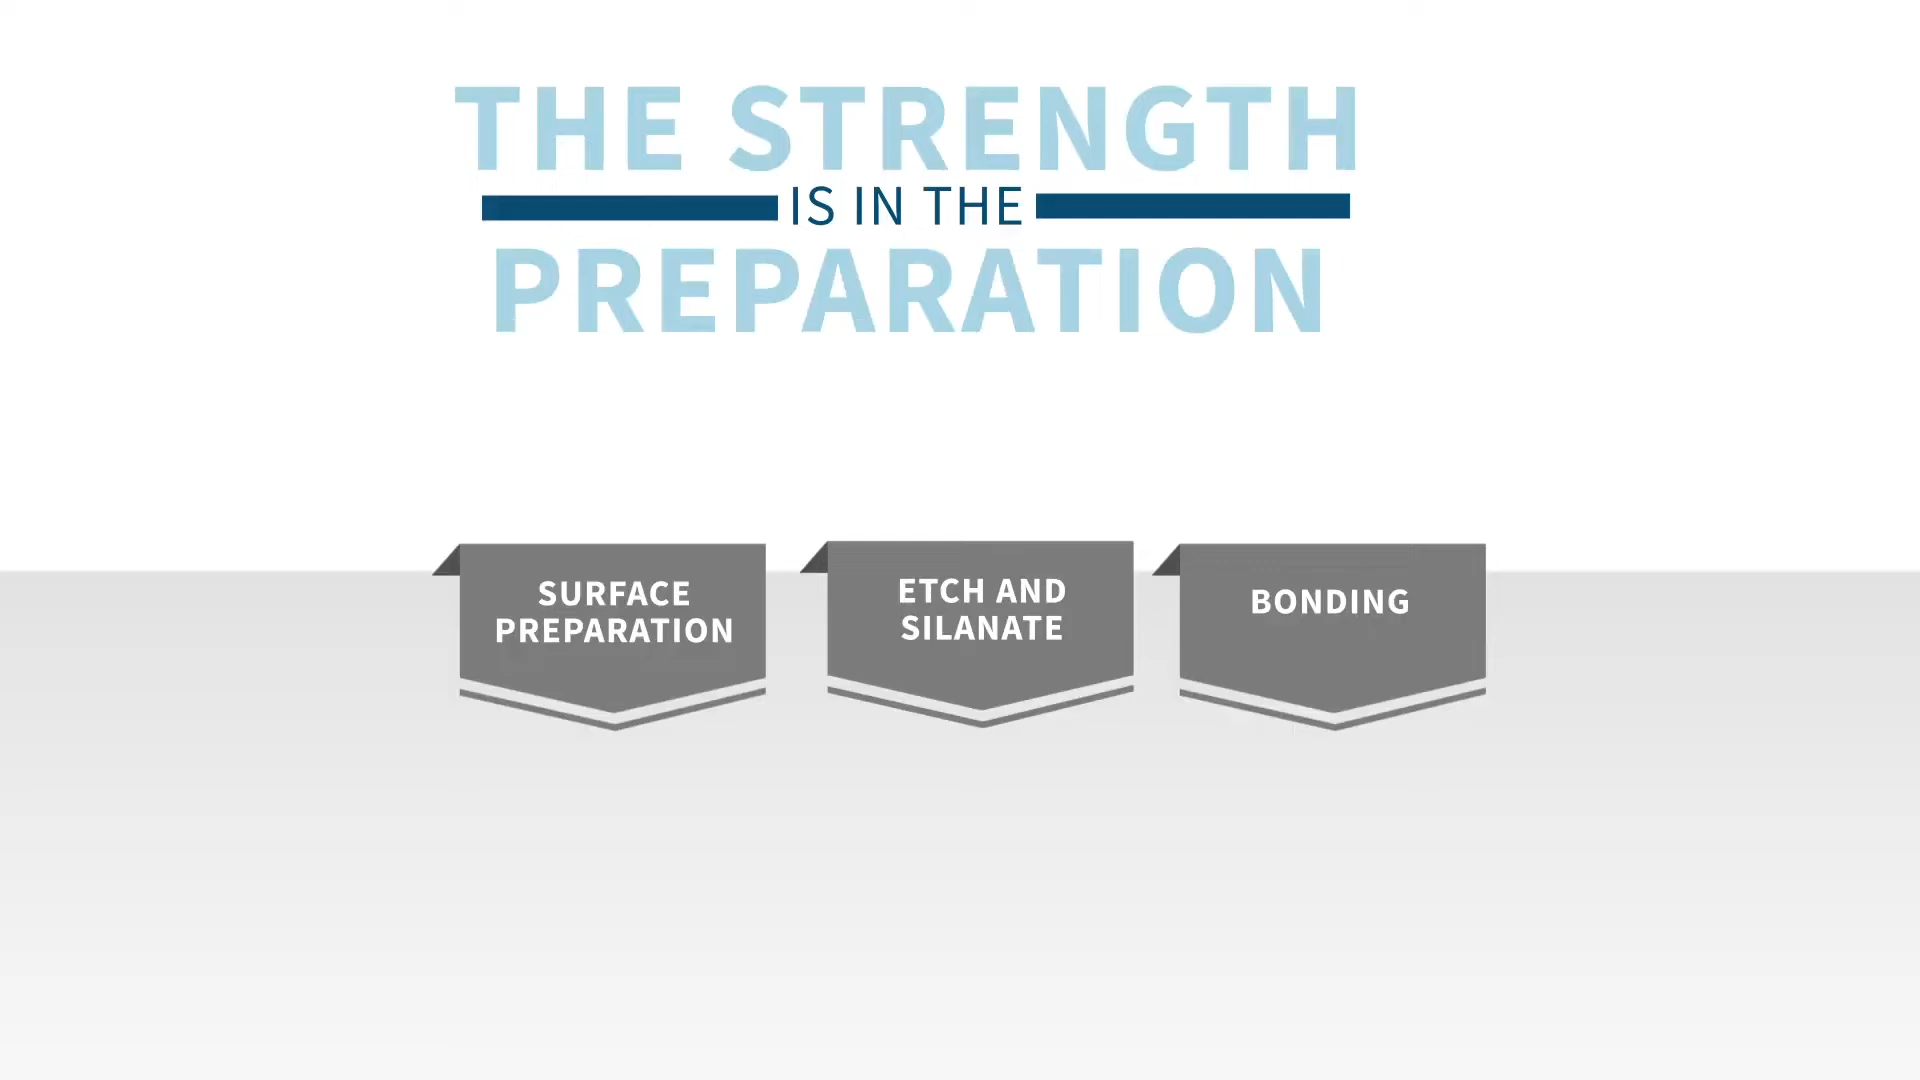 THE STRENGTH
IS IN THE
PREPARATION
SURFACE
PREPARATION
ETCH AND
SILANATE
BONDING